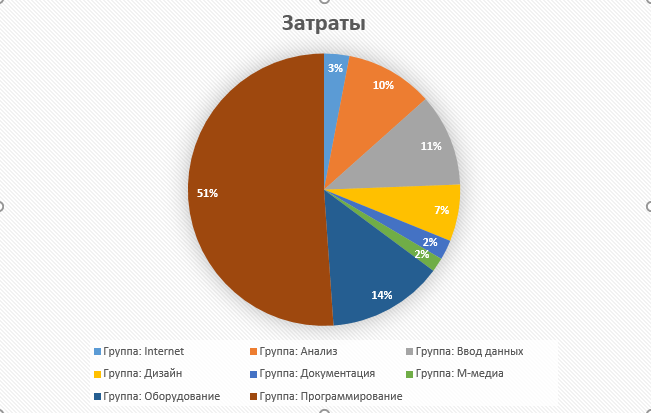 Затраты
3%
10%
11%
7%
2%
2%
14%
51%
Группа: Internet Группа: Анализ Группа: Ввод данных
Группа: Дизайн Группа: Документация Группа: М-медиа
Группа: Оборудование Группа: Программирование